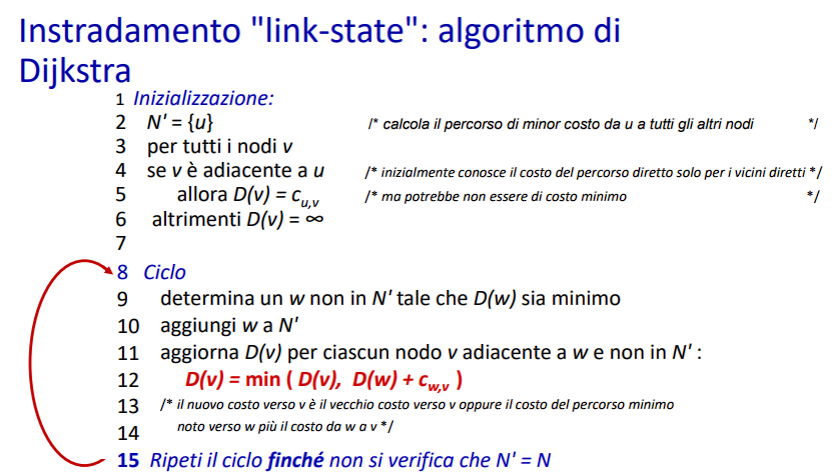 Instradamento "link-state": algoritmo di
Dijkstra
1 Inizializzazione:
2 N' = {u} /* calcola il percorso di minor costo da u a tutti gli altri nodi */
3 per tutti i nodi v
4 se v è adiacente a u /* inizialmente conosce il costo del percorso diretto solo per i vicini diretti */
5 allora D(v) = c_{u,v} /* ma potrebbe non essere di costo minimo */
6 altrimenti D(v) = ∞
7
8 Ciclo
9 determina un w non in N' tale che D(w) sia minimo
10 aggiungi w a N'
11 aggiorna D(v) per ciascun nodo v adiacente a w e non in N' :
12 D(v) = min ( D(v), D(w) + c_{w,v} )
13 /* il nuovo costo verso v è il vecchio costo verso v oppure il costo del percorso minimo
14 noto verso w più il costo da w a v */
15 Ripeti il ciclo finché non si verifica che N' = N